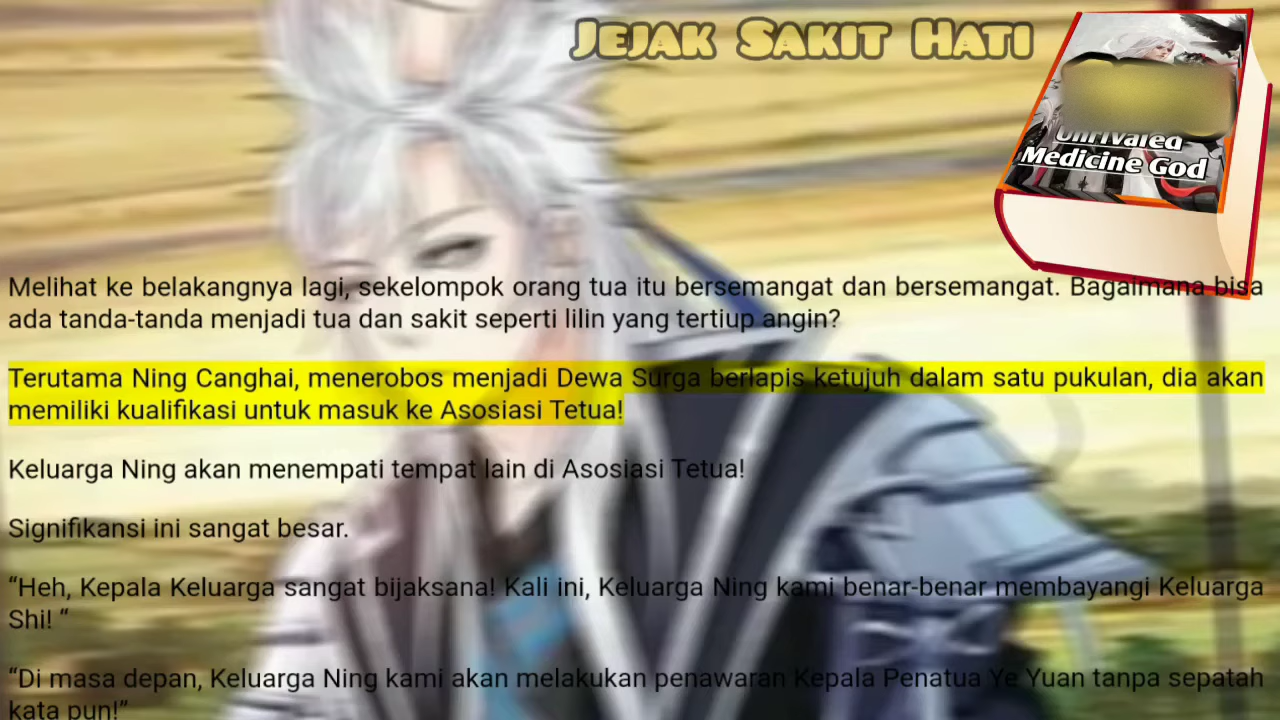 Jejak Sakit Hati
Unrivaled
Medicine God
Melihat ke belakangnya lagi, sekelompok orang tua itu bersemangat dan bersemangat. Bagaimana bisa
ada tanda-tanda menjadi tua dan sakit seperti lilin yang tertiup angin?
Terutama Ning Canghai, menerobos menjadi Dewa Surga berlapis ketujuh dalam satu pukulan, dia akan
memiliki kualifikasi untuk masuk ke Asosiasi Tetua!
Keluarga Ning akan menempati tempat lain di Asosiasi Tetua!
Signifikansi ini sangat besar.
“Heh, Kepala Keluarga sangat bijaksana! Kali ini, Keluarga Ning kami benar-benar membayangi Keluarga
Shi! “
“Di masa depan, Keluarga Ning kami akan melakukan penawaran Kepala Penatua Ye Yuan tanpa sepatah
kata pun!”